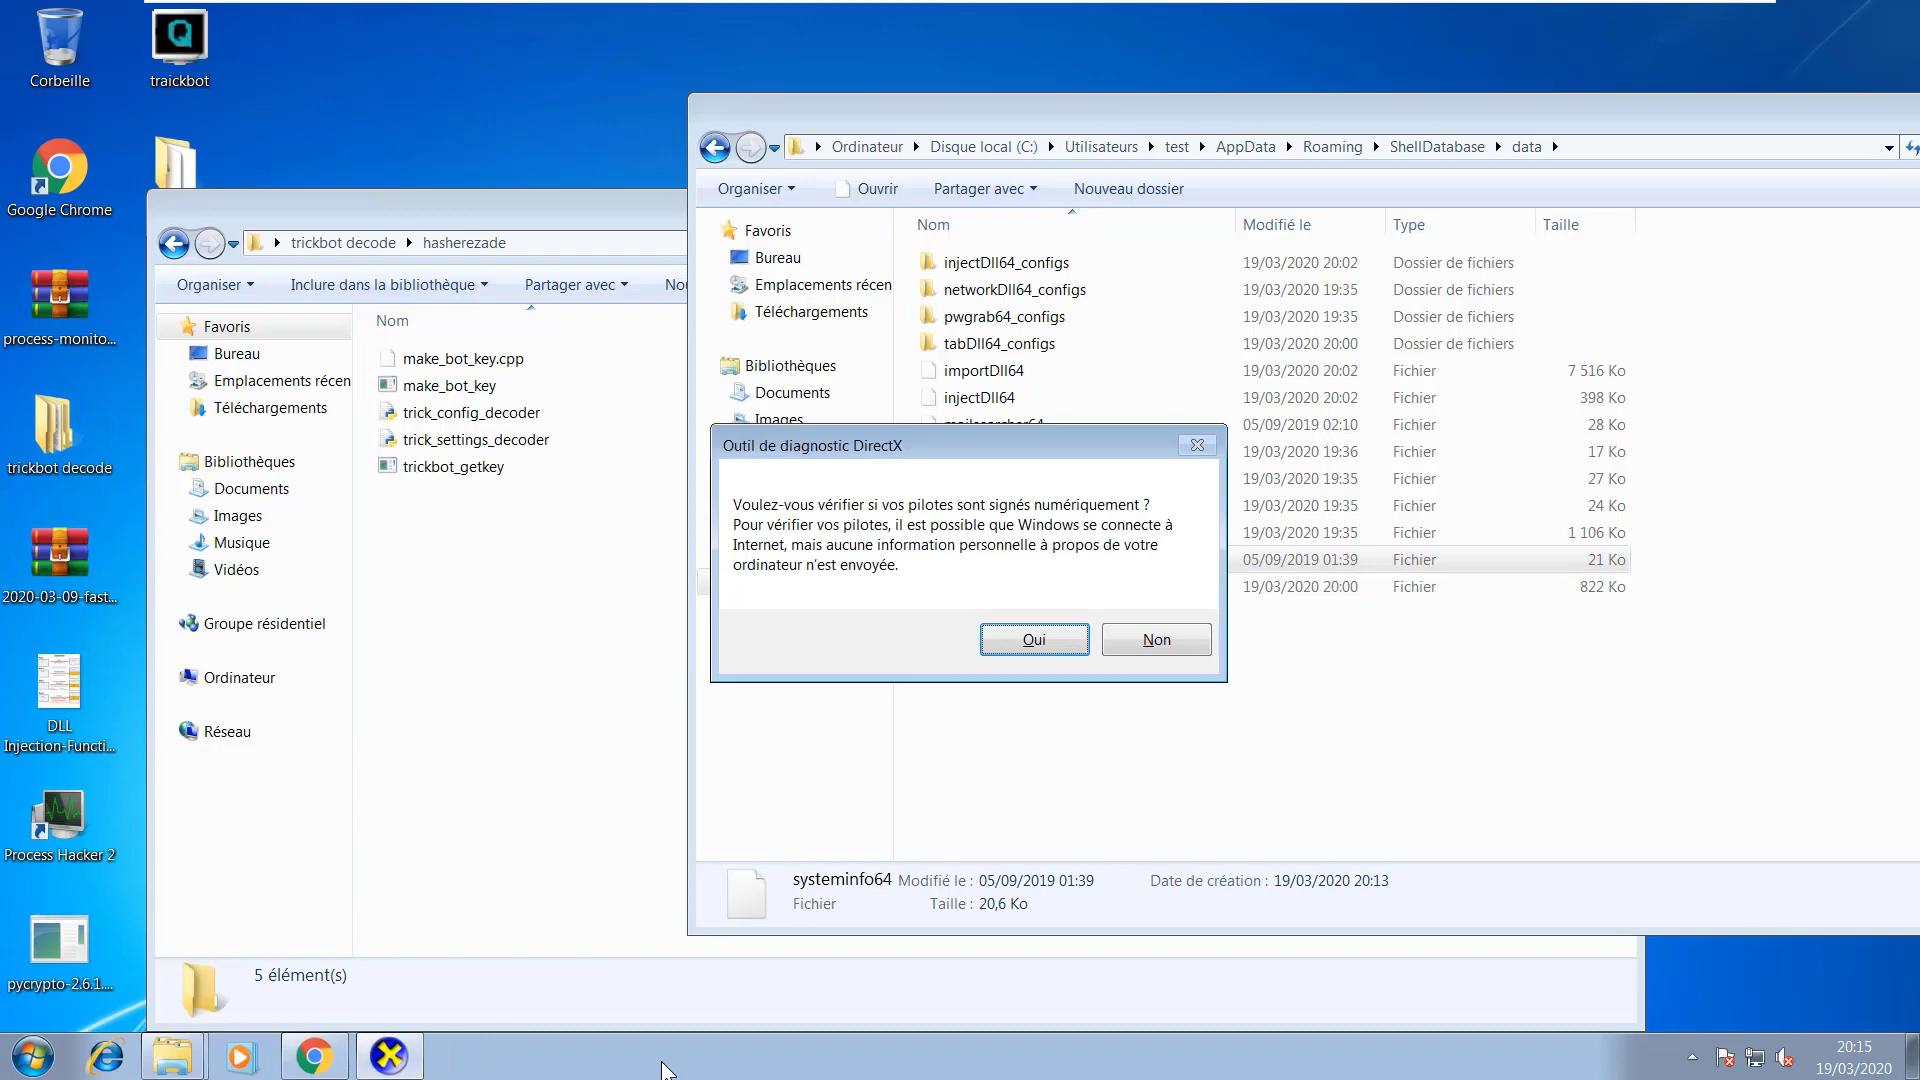 Corbeille
traickbot
Google Chrome
process-monito...
trickbot decode
2020-03-09-fast...
DLL
Injection-Functi...
Process Hacker 2
pycrypto-2.6.1....
trickbot decode hasherezade
Organiser Inclure dans la bibliothèque Partager avec
Favoris
Bureau
Emplacements récen
Téléchargements
Bibliothèques
Documents
Images
Musique
Vidéos
Groupe résidentiel
Ordinateur
Réseau
Nom
make_bot_key.cpp
make_bot_key
trick_config_decoder
trick_settings_decoder
trickbot_getkey
5 élément(s)
Ordinateur Disque local (C:) Utilisateurs test AppData Roaming ShellDatabase data
Organiser Ouvrir Partager avec Nouveau dossier
Favoris
Bureau
Emplacements récen
Téléchargements
Bibliothèques
Documents
Images
Nom Modifié le Type Taille
injectDll64_configs 19/03/2020 20:02 Dossier de fichiers
networkDll64_configs 19/03/2020 19:35 Dossier de fichiers
pwgrab64_configs 19/03/2020 19:35 Dossier de fichiers
tabDll64_configs 19/03/2020 20:00 Dossier de fichiers
importDll64 19/03/2020 20:02 Fichier 7 516 Ko
injectDll64 19/03/2020 20:02 Fichier 398 Ko
05/09/2019 02:10 Fichier 28 Ko
19/03/2020 19:36 Fichier 17 Ko
19/03/2020 19:35 Fichier 27 Ko
19/03/2020 19:35 Fichier 24 Ko
19/03/2020 19:35 Fichier 1 106 Ko
05/09/2019 01:39 Fichier 21 Ko
19/03/2020 20:00 Fichier 822 Ko
Outil de diagnostic DirectX
Voulez-vous vérifier si vos pilotes sont signés numériquement ?
Pour vérifier vos pilotes, il est possible que Windows se connecte à
Internet, mais aucune information personnelle à propos de votre
ordinateur n'est envoyée.
Oui Non
systeminfo64 Modifié le : 05/09/2019 01:39 Date de création : 19/03/2020 20:13
Fichier Taille : 20,6 Ko
20:15
19/03/2020